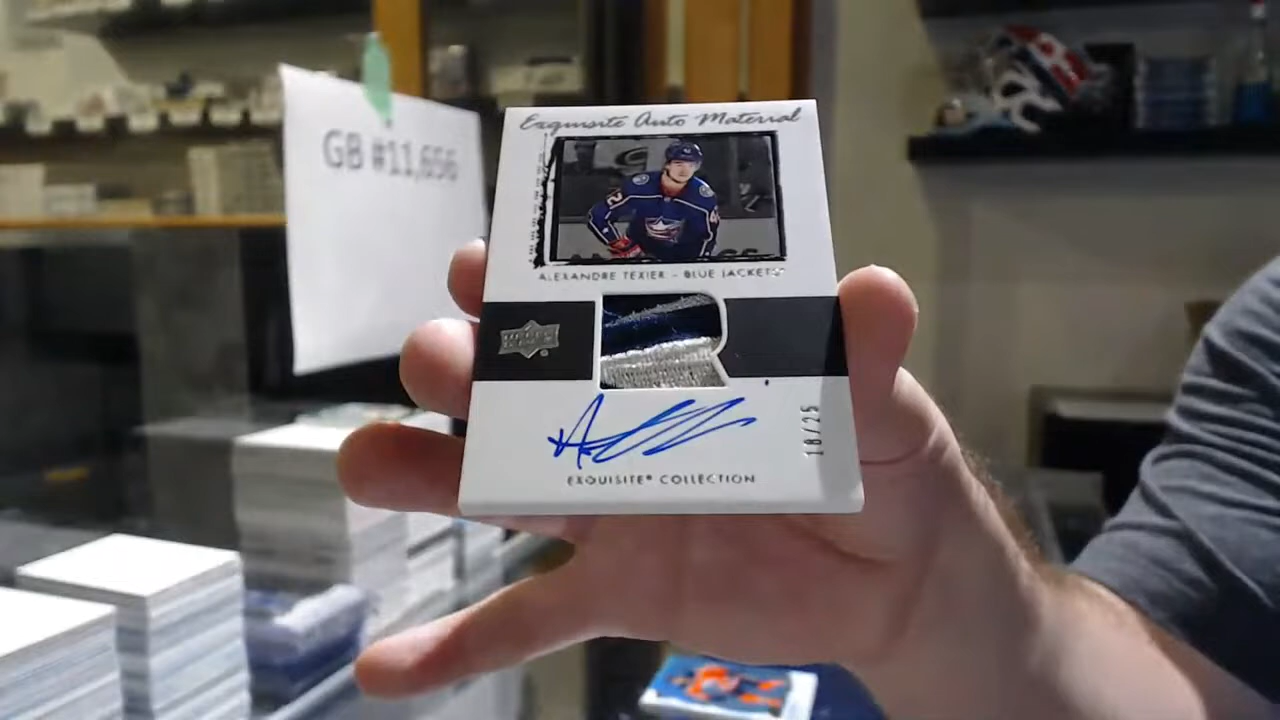 GB #11,656
Exquisite Auto Material
ALEXANDRE TEXIER - BLUE JACKETS
18/25
EXQUISITE® COLLECTION